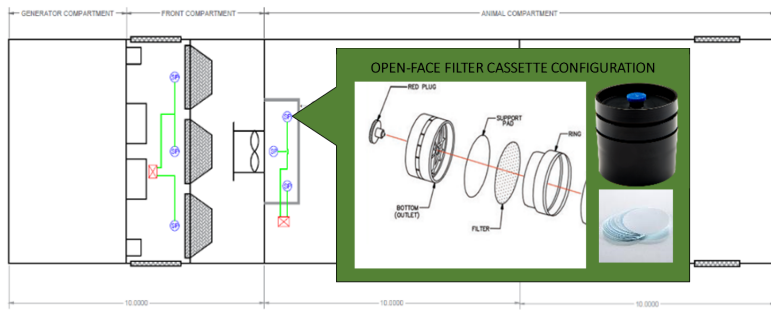 GENERATOR COMPARTMENT
FRONT COMPARTMENT
ANIMAL COMPARTMENT
OPEN-FACE FILTER CASSETTE CONFIGURATION
RED PLUG
SUPPORT
PAD
RING
BOTTOM
(OUTLET)
FILTER
10.0000
10.0000
10.0000